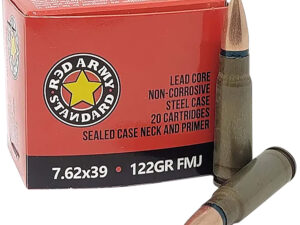 RED ARMY
STANDARD
LEAD CORE
NON-CORROSIVE
STEEL CASE
20 CARTRIDGES
SEALED CASE NECK AND PRIMER
7.62x39 122GR FMJ